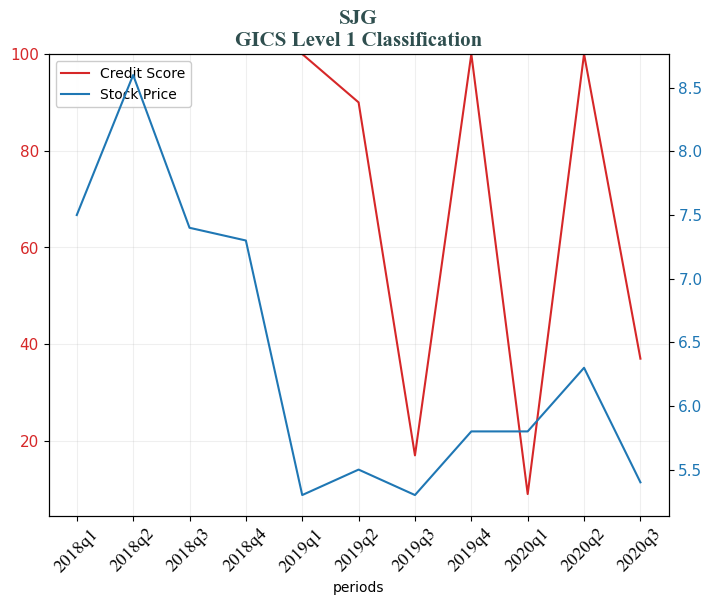 SJG
GICS Level 1 Classification
Credit Score
Stock Price
100
80
60
40
20
8.5
8.0
7.5
7.0
6.5
6.0
5.5
2018q1
2018q2
2018q3
2018q4
2019q1
2019q2
2019q3
2019q4
2020q1
2020q2
2020q3
periods